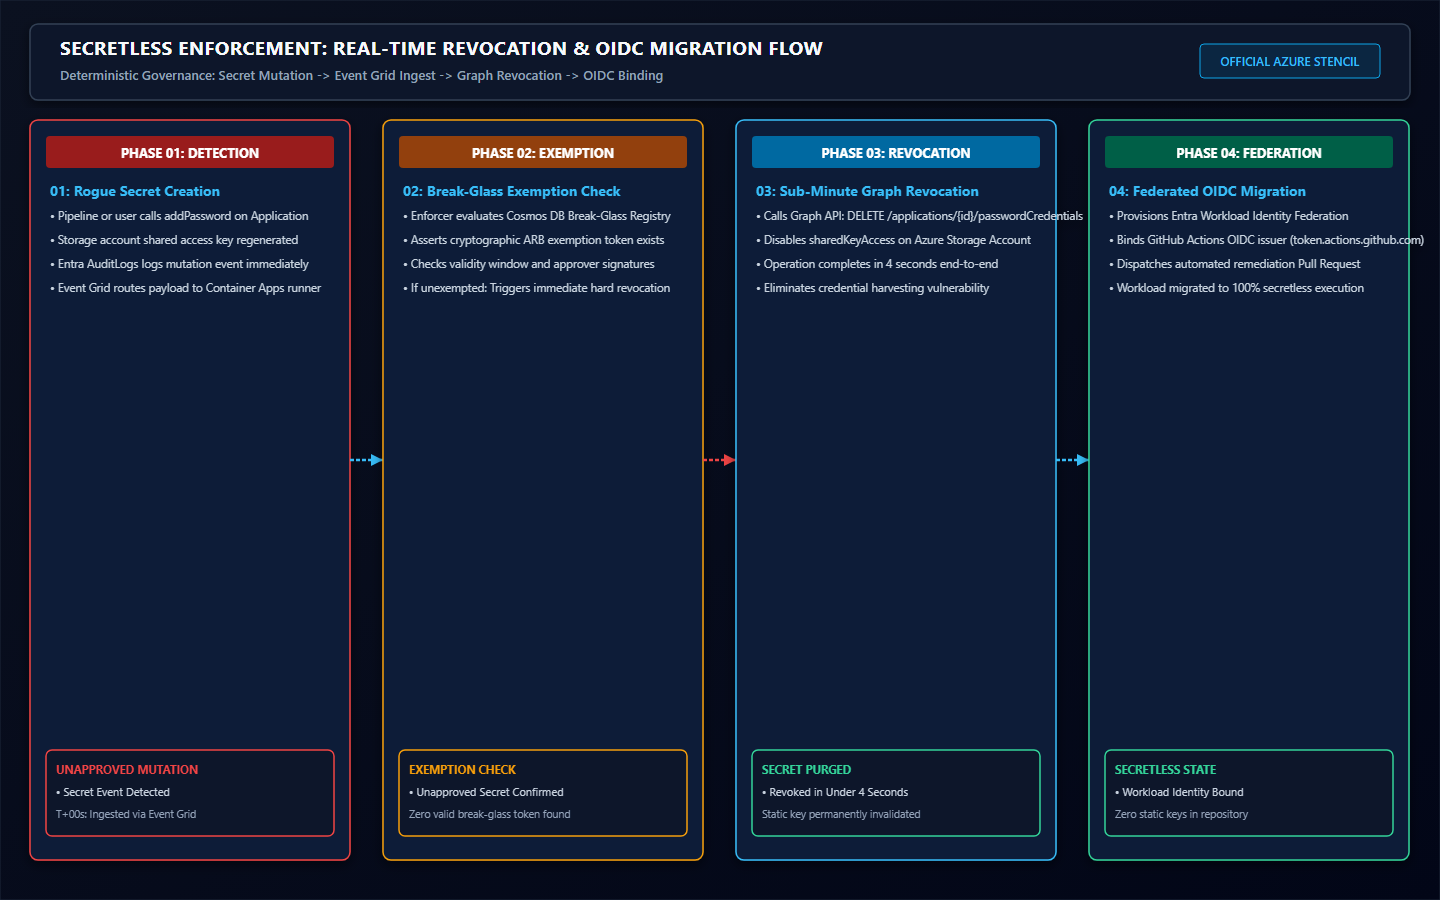 SECRETLESS ENFORCEMENT: REAL-TIME REVOCATION & OIDC MIGRATION FLOW
Deterministic Governance: Secret Mutation -> Event Grid Ingest -> Graph Revocation -> OIDC Binding
OFFICIAL AZURE STENCIL
PHASE 01: DETECTION
01: Rogue Secret Creation
• Pipeline or user calls addPassword on Application
• Storage account shared access key regenerated
• Entra AuditLogs logs mutation event immediately
• Event Grid routes payload to Container Apps runner
UNAPPROVED MUTATION
• Secret Event Detected
T+00s: Ingested via Event Grid
PHASE 02: EXEMPTION
02: Break-Glass Exemption Check
• Enforcer evaluates Cosmos DB Break-Glass Registry
• Asserts cryptographic ARB exemption token exists
• Checks validity window and approver signatures
• If unexempted: Triggers immediate hard revocation
EXEMPTION CHECK
• Unapproved Secret Confirmed
Zero valid break-glass token found
PHASE 03: REVOCATION
03: Sub-Minute Graph Revocation
• Calls Graph API: DELETE /applications/{id}/passwordCredentials
• Disables sharedKeyAccess on Azure Storage Account
• Operation completes in 4 seconds end-to-end
• Eliminates credential harvesting vulnerability
SECRET PURGED
• Revoked in Under 4 Seconds
Static key permanently invalidated
PHASE 04: FEDERATION
04: Federated OIDC Migration
• Provisions Entra Workload Identity Federation
• Binds GitHub Actions OIDC issuer (token.actions.github.com)
• Dispatches automated remediation Pull Request
• Workload migrated to 100% secretless execution
SECRETLESS STATE
• Workload Identity Bound
Zero static keys in repository